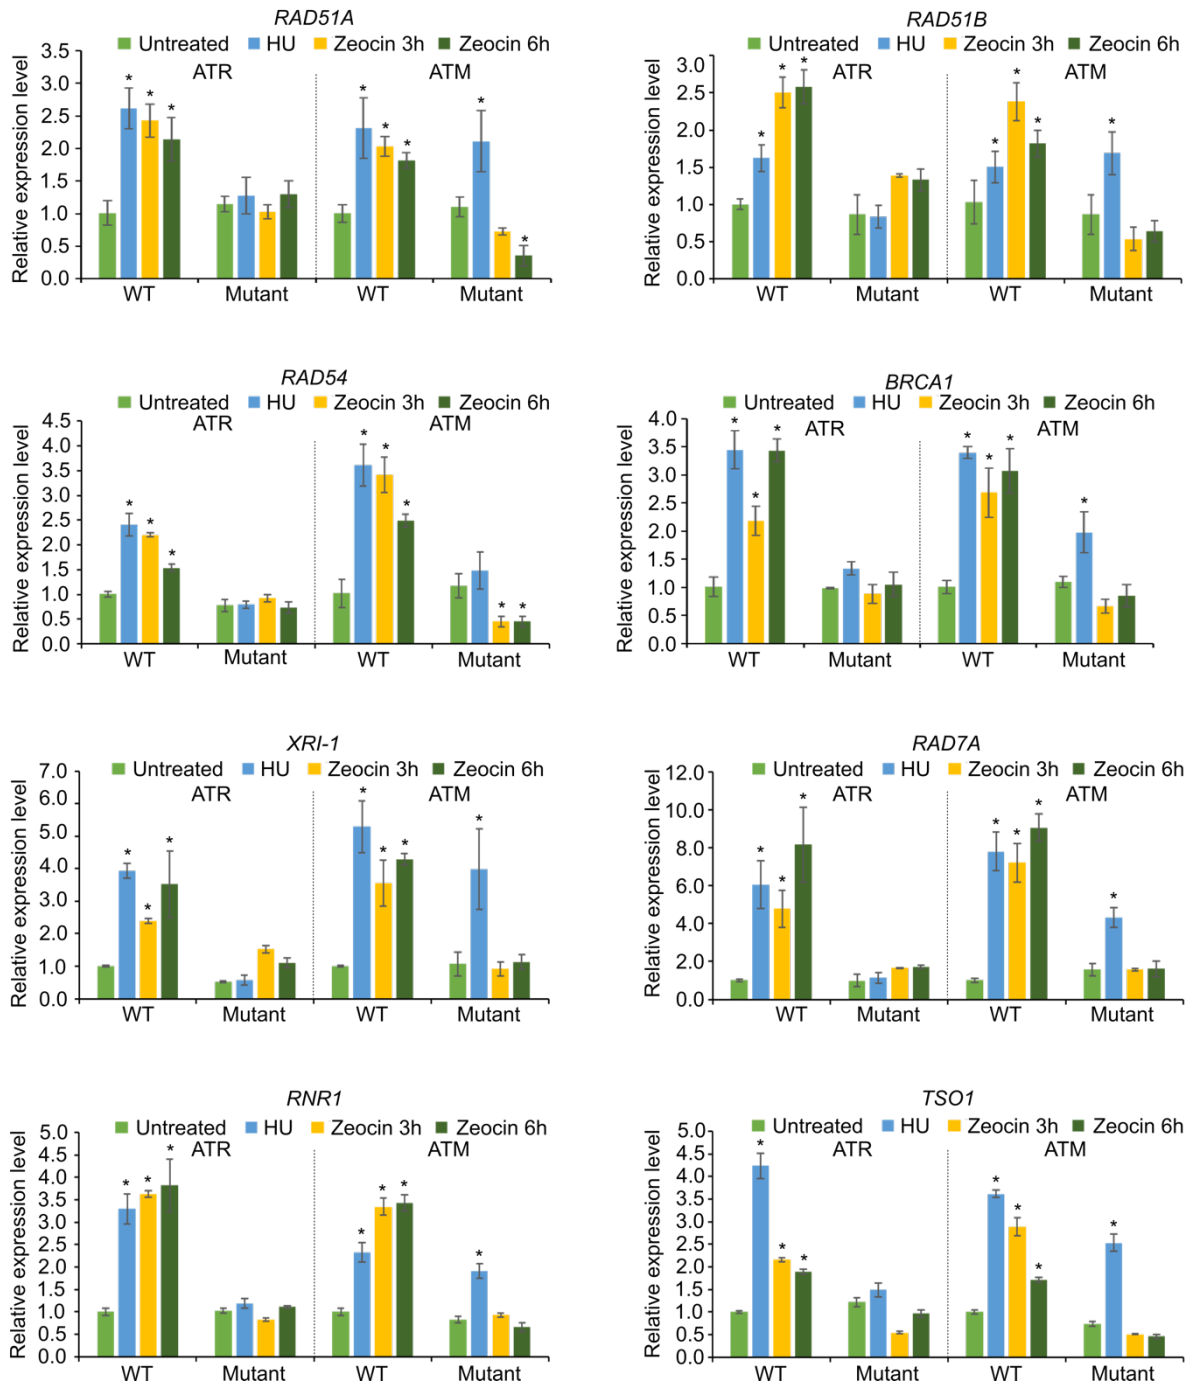 RAD51A
Untreated HU Zeocin 3h Zeocin 6h
ATR ATM
Relative expression level
3.5
3.0
2.5
2.0
1.5
1.0
0.5
0.0
* * * * * * * *
WT Mutant WT Mutant
RAD51B
Untreated HU Zeocin 3h Zeocin 6h
ATR ATM
Relative expression level
3.0
2.5
2.0
1.5
1.0
0.5
0
* * * * * * *
WT Mutant WT Mutant
RAD54
Untreated HU Zeocin 3h Zeocin 6h
ATR ATM
Relative expression level
4.5
4.0
3.5
3.0
2.5
2.0
1.5
1.0
0.5
0.0
* * * * * * * *
WT Mutant WT Mutant
BRCA1
Untreated HU Zeocin 3h Zeocin 6h
ATR ATM
Relative expression level
4.0
3.5
3.0
2.5
2.0
1.5
1.0
0.5
0.0
* * * * * * *
WT Mutant WT Mutant
XRI-1
Untreated HU Zeocin 3h Zeocin 6h
ATR ATM
Relative expression level
7.0
6.0
5.0
4.0
3.0
2.0
1.0
0.0
* * * * * * *
WT Mutant WT Mutant
RAD7A
Untreated HU Zeocin 3h Zeocin 6h
ATR ATM
Relative expression level
12.0
10.0
8.0
6.0
4.0
2.0
0.0
* * * * * * *
WT Mutant WT Mutant
RNR1
Untreated HU Zeocin 3h Zeocin 6h
ATR ATM
Relative expression level
5.0
4.5
4.0
3.5
3.0
2.5
2.0
1.5
1.0
0.5
0.0
* * * * * * *
WT Mutant WT Mutant
TSO1
Untreated HU Zeocin 3h Zeocin 6h
ATR ATM
Relative expression level
5.0
4.5
4.0
3.5
3.0
2.5
2.0
1.5
1.0
0.5
0.0
* * * * * * *
WT Mutant WT Mutant